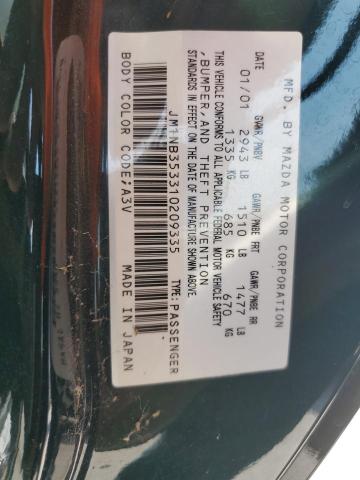 MFD. BY MAZDA MOTOR CORPORATION
GVWR/PNBV GAWR/PNBE FRT GAWR/PNBE RR
01/01 2943 LB 1510 LB 1477 LB
1335 KG 685 KG 670 KG
THIS VEHICLE CONFORMS TO ALL APPLICABLE FEDERAL MOTOR VEHICLE SAFETY
,BUMPER,AND THEFT PREVENTION
STANDARDS IN EFFECT ON THE DATE OF MANUFACTURE SHOWN ABOVE.
JM1NB353310209335 TYPE:PASSENGER
BODY COLOR CODE;A3V MADE IN JAPAN